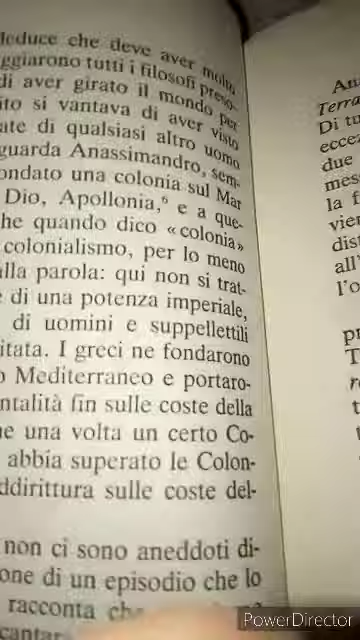 deduce che deve aver molto
ggiarono tutti i filosofi preso-
di aver girato il mondo per
ito si vantava di aver visto
ate di qualsiasi altro uomo
guarda Anassimandro, sem-
ondato una colonia sul Mar
Dio, Apollonia,⁶ e a que-
he quando dico «colonia»
colonialismo, per lo meno
alla parola: qui non si trat-
e di una potenza imperiale,
di uomini e suppellettili
itata. I greci ne fondarono
o Mediterraneo e portaro-
ntalità fin sulle coste della
he una volta un certo Co-
abbia superato le Colon-
ddirittura sulle coste del-
non ci sono aneddoti di-
one di un episodio che lo
racconta che
cantar
An
Terra
Di tu
ecce
due
mes
la f
vien
dist
all'
l'o
pr
T
r
t
PowerDirector